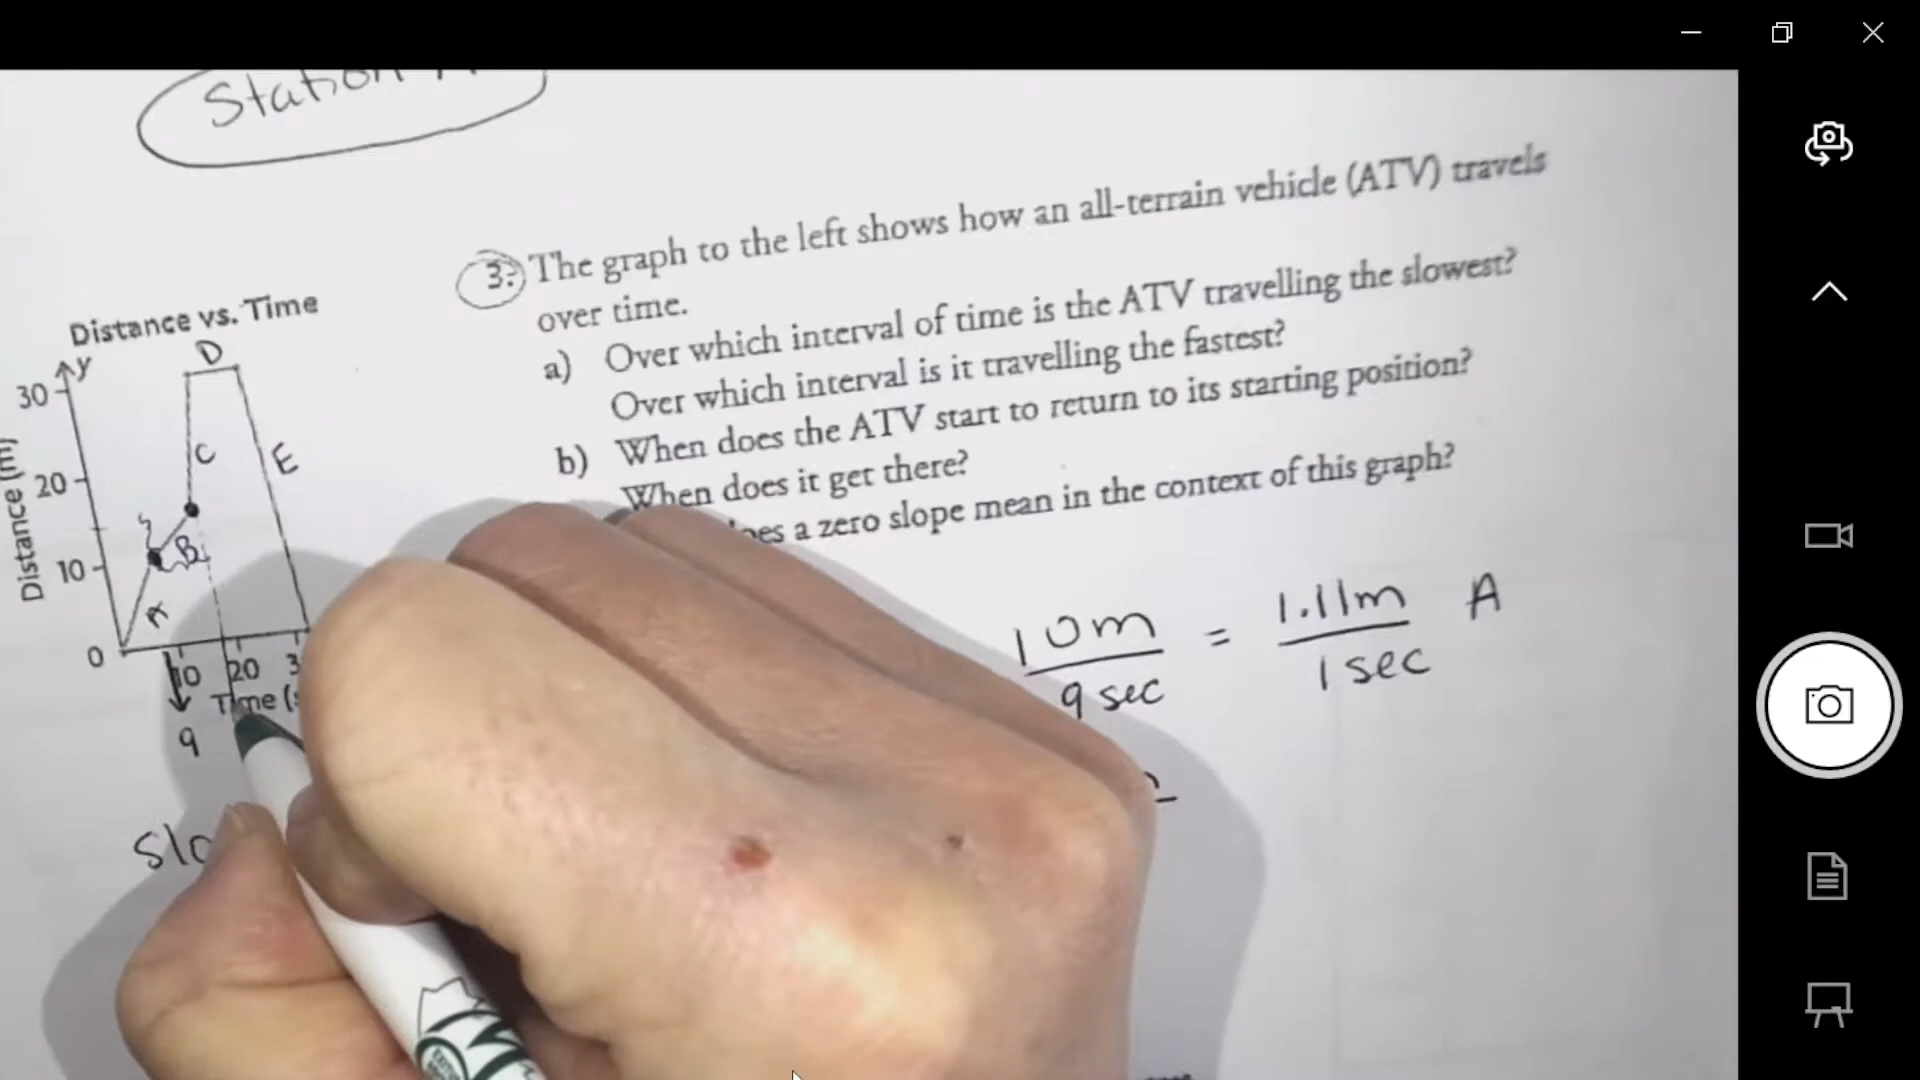 Station
3. The graph to the left shows how an all-terrain vehicle (ATV) travels
over time.
a) Over which interval of time is the ATV travelling the slowest?
Over which interval is it travelling the fastest?
b) When does the ATV start to return to its starting position?
When does it get there?
a zero slope mean in the context of this graph?
Distance vs. Time
y
D
30
C
E
20
B
10
A
0
10 20 3
Time (s
9
Distance (m)
10m / 9 sec = 1.11m / 1 sec A
Slo